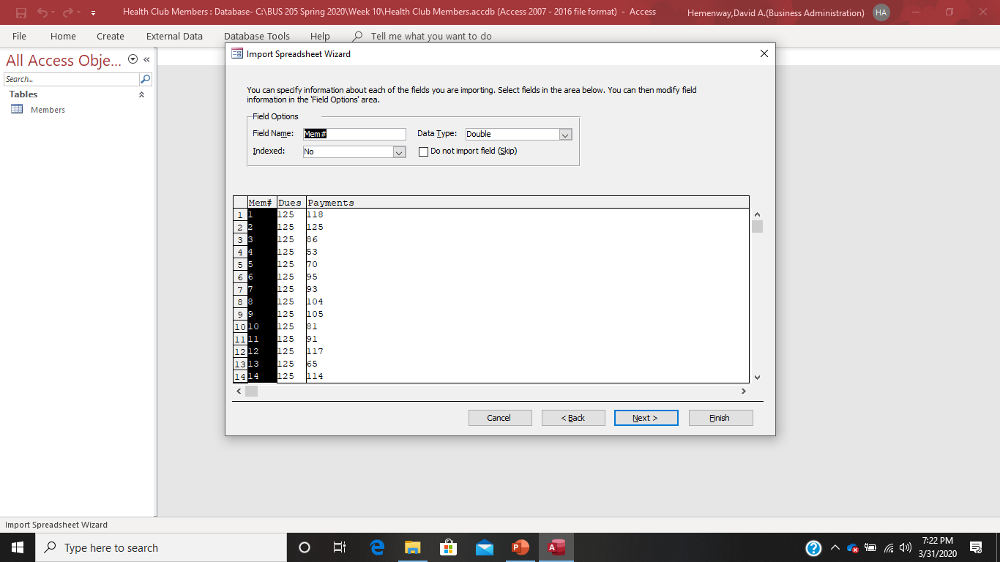 Health Club Members : Database- C:\BUS 205 Spring 2020\Week 10\Health Club Members.accdb (Access 2007 - 2016 file format) - Access
Hemenway,David A.(Business Administration) HA
File Home Create External Data Database Tools Help Tell me what you want to do
All Access Obje... «
Search...
Tables
Members
Import Spreadsheet Wizard
You can specify information about each of the fields you are importing. Select fields in the area below. You can then modify field
information in the 'Field Options' area.
Field Options
Field Name: Mem# Data Type: Double
Indexed: No Do not import field (Skip)
Mem# Dues Payments
1 1 125 118
2 2 125 125
3 3 125 86
4 4 125 53
5 5 125 70
6 6 125 95
7 7 125 93
8 8 125 104
9 9 125 105
10 10 125 81
11 11 125 91
12 12 125 117
13 13 125 65
14 14 125 114
Cancel < Back Next > Finish
Import Spreadsheet Wizard
Type here to search
7:22 PM
3/31/2020